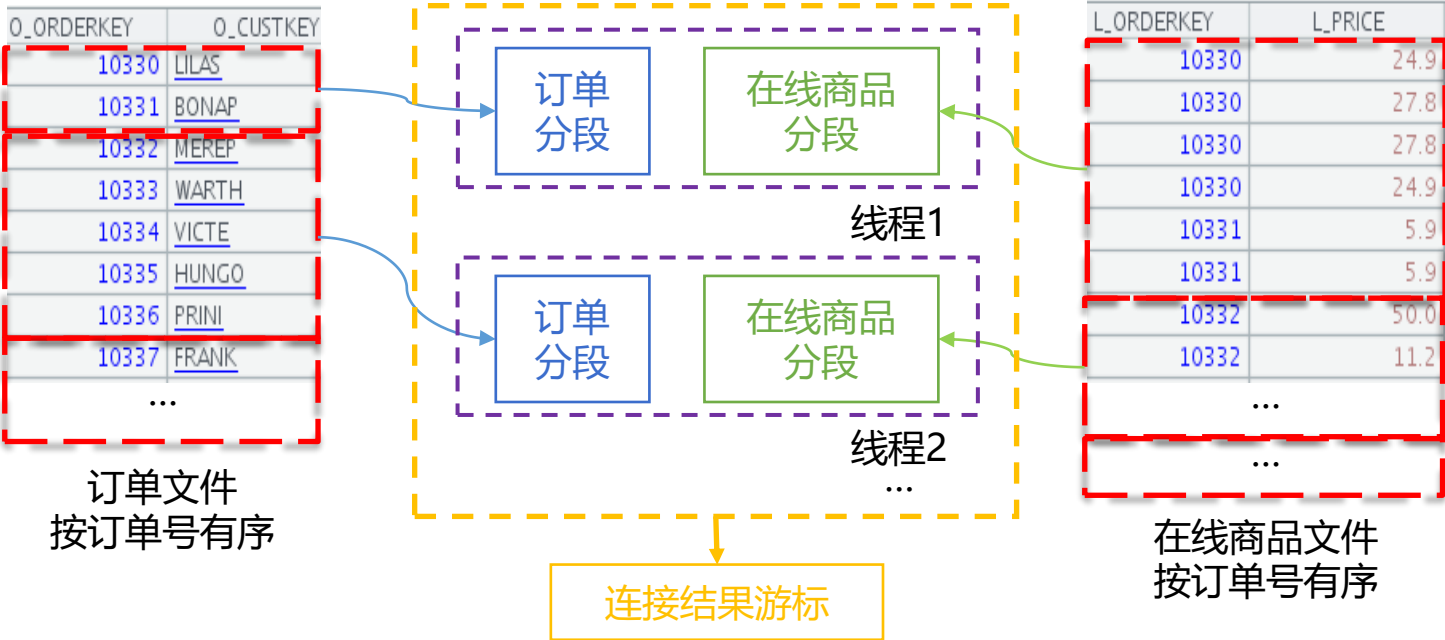 O_ORDERKEY O_CUSTKEY
10330 LILAS
10331 BONAP
10332 MEREP
10333 WARTH
10334 VICTE
10335 HUNGO
10336 PRINI
10337 FRANK
...
订单文件
按订单号有序
订单
分段
在线商品
分段
线程1
订单
分段
在线商品
分段
线程2
...
连接结果游标
L_ORDERKEY L_PRICE
10330 24.9
10330 27.8
10330 27.8
10330 24.9
10331 5.9
10331 5.9
10332 50.0
10332 11.2
...
...
在线商品文件
按订单号有序